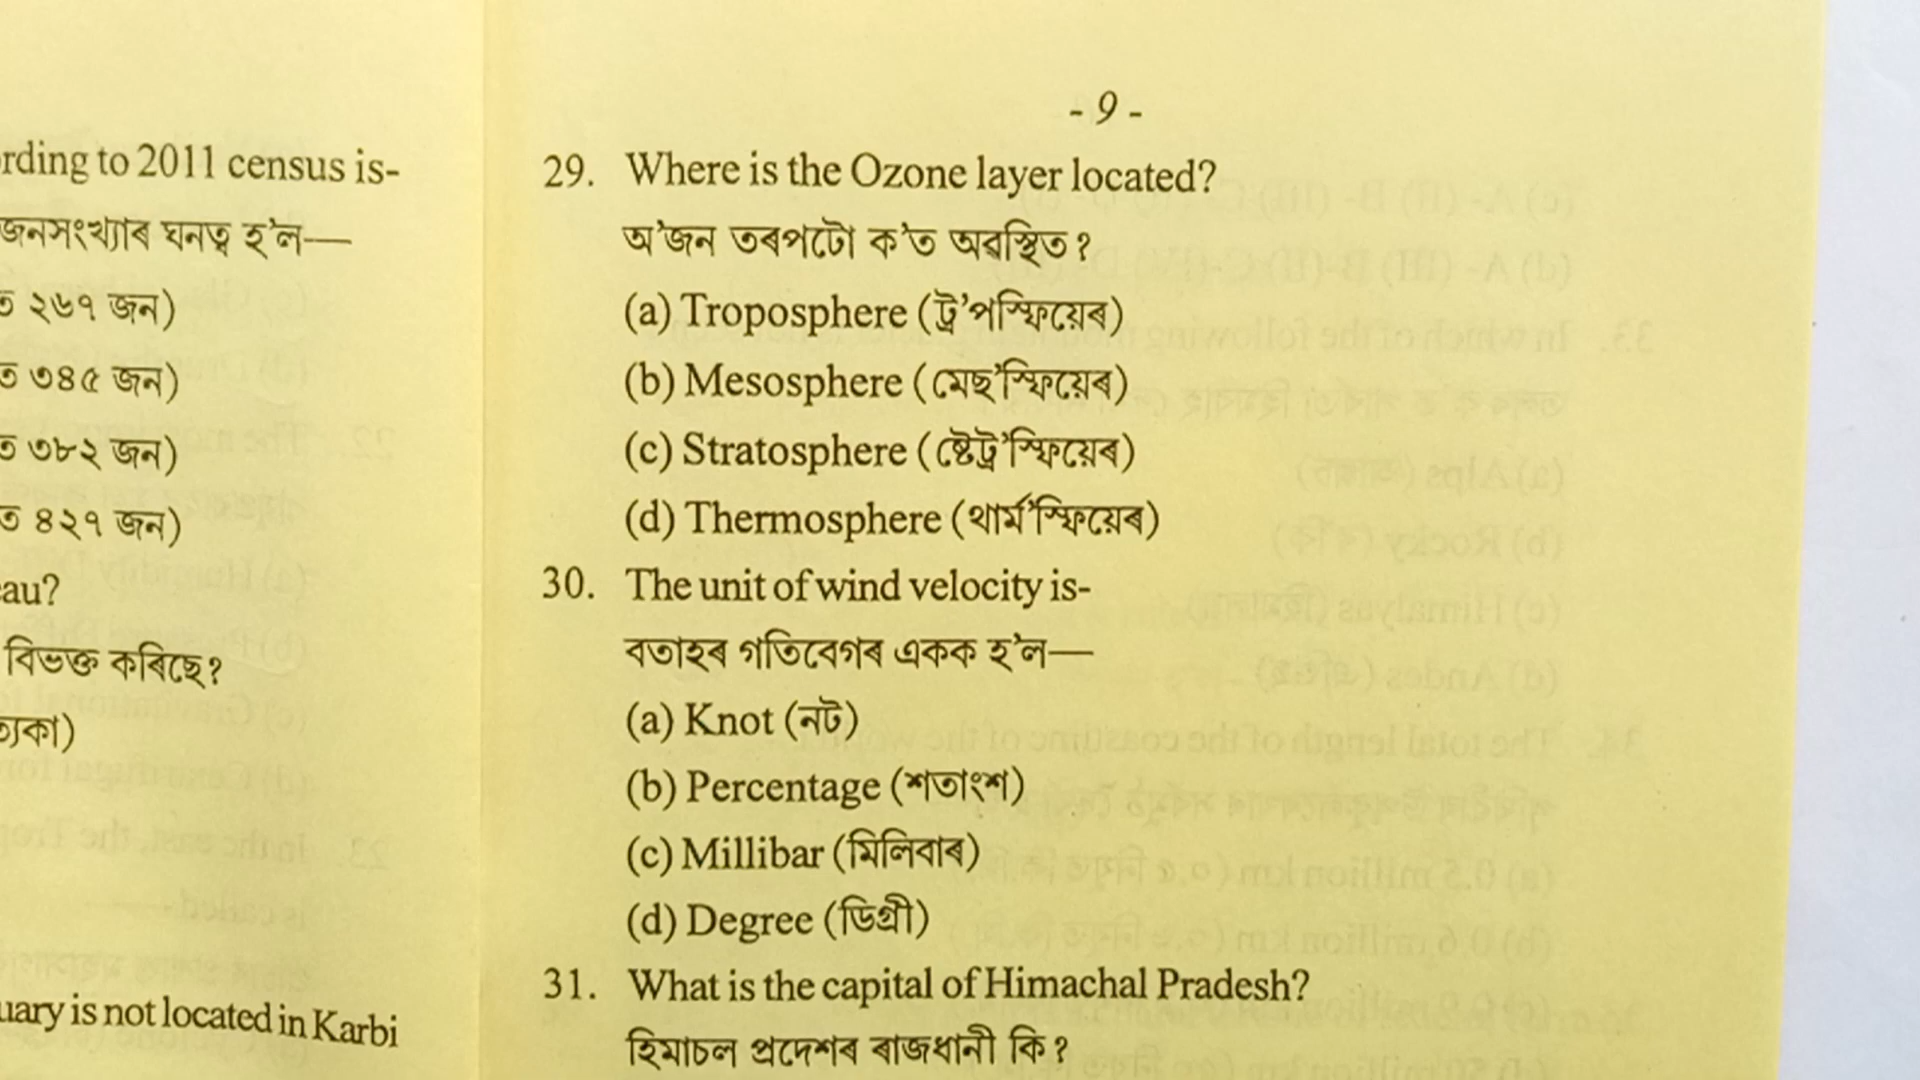 rding to 2011 census is-
জনসংখ্যাৰ ঘনত্ব হ'ল—
ত ২৬৭ জন)
ত ৩৪৫ জন)
ত ৩৮২ জন)
ত ৪২৭ জন)
eau?
বিভক্ত কৰিছে?
ত্যকা)
uary is not located in Karbi
- 9 -
29. Where is the Ozone layer located?
অ'জন তৰপটো ক'ত অৱস্থিত?
(a) Troposphere (ট্ৰ'পস্ফিয়েৰ)
(b) Mesosphere (মেছ'স্ফিয়েৰ)
(c) Stratosphere (ষ্টেট্ৰ'স্ফিয়েৰ)
(d) Thermosphere (থাৰ্ম'স্ফিয়েৰ)
30. The unit of wind velocity is-
বতাহৰ গতিবেগৰ একক হ'ল—
(a) Knot (নট)
(b) Percentage (শতাংশ)
(c) Millibar (মিলিবাৰ)
(d) Degree (ডিগ্ৰী)
31. What is the capital of Himachal Pradesh?
হিমাচল প্ৰদেশৰ ৰাজধানী কি?